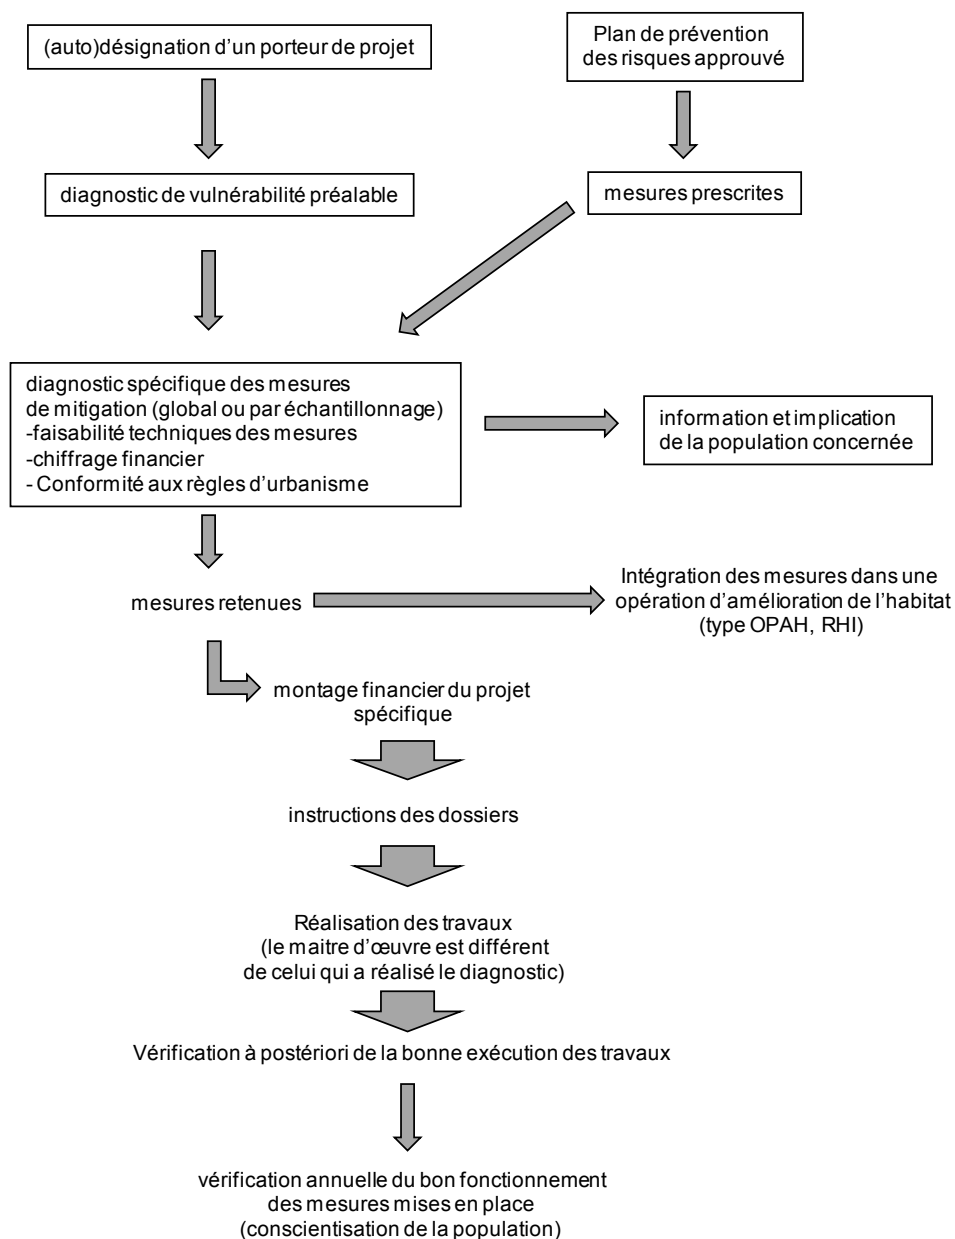 (auto)désignation d'un porteur de projet
Plan de prévention
des risques approuvé
diagnostic de vulnérabilité préalable
mesures prescrites
diagnostic spécifique des mesures
de mitigation (global ou par échantillonnage)
-faisabilité techniques des mesures
-chiffrage financier
- Conformité aux règles d'urbanisme
information et implication
de la population concernée
mesures retenues
Intégration des mesures dans une
opération d'amélioration de l'habitat
(type OPAH, RHI)
montage financier du projet
spécifique
instructions des dossiers
Réalisation des travaux
(le maitre d'œuvre est différent
de celui qui a réalisé le diagnostic)
Vérification à postériori de la bonne exécution des travaux
vérification annuelle du bon fonctionnement
des mesures mises en place
(conscientisation de la population)